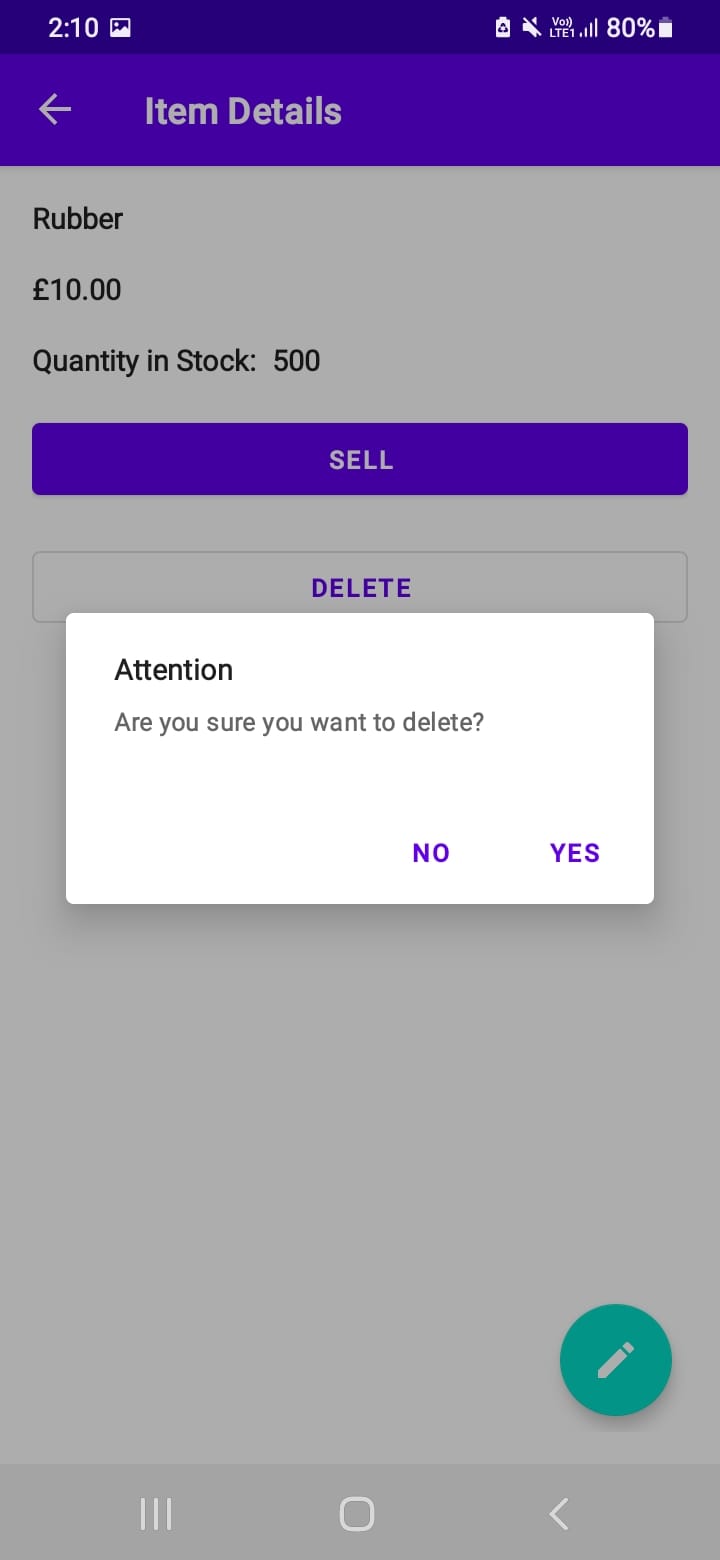 2:10 Vo)) LTE1 80%
Item Details
Rubber
£10.00
Quantity in Stock: 500
SELL
DELETE
Attention
Are you sure you want to delete?
NO YES